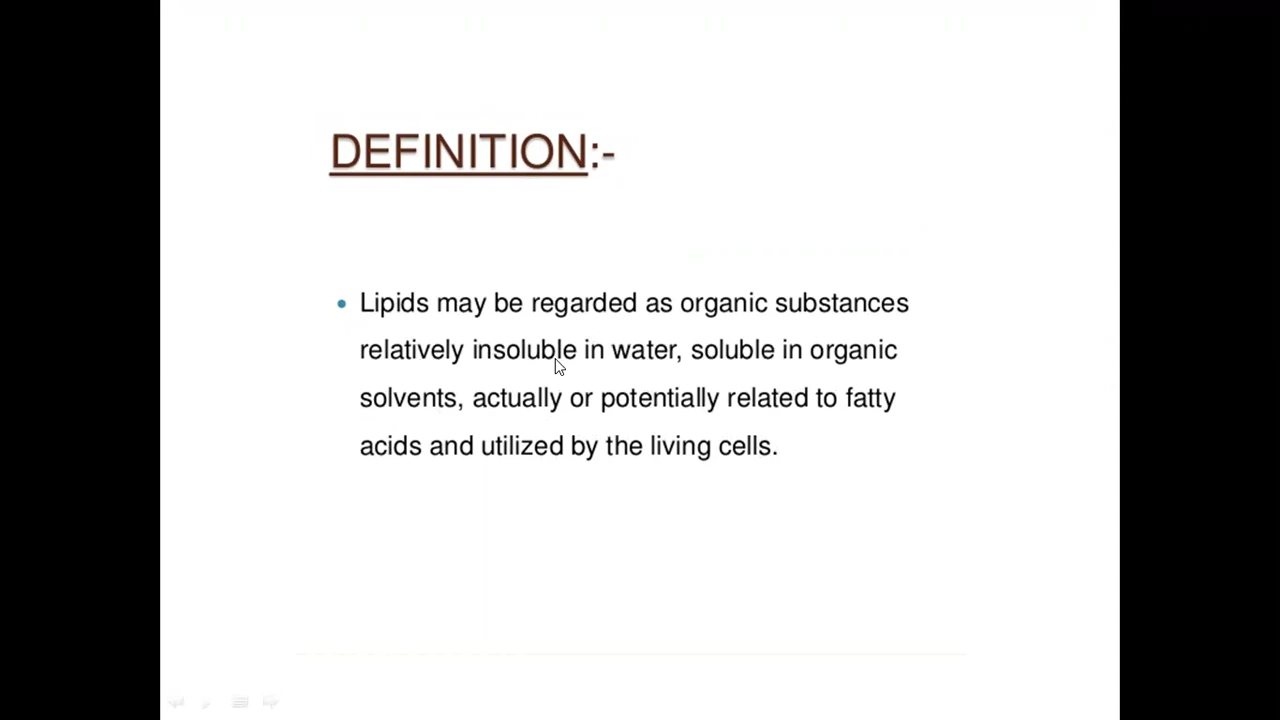 DEFINITION:-
• Lipids may be regarded as organic substances
relatively insoluble in water, soluble in organic
solvents, actually or potentially related to fatty
acids and utilized by the living cells.